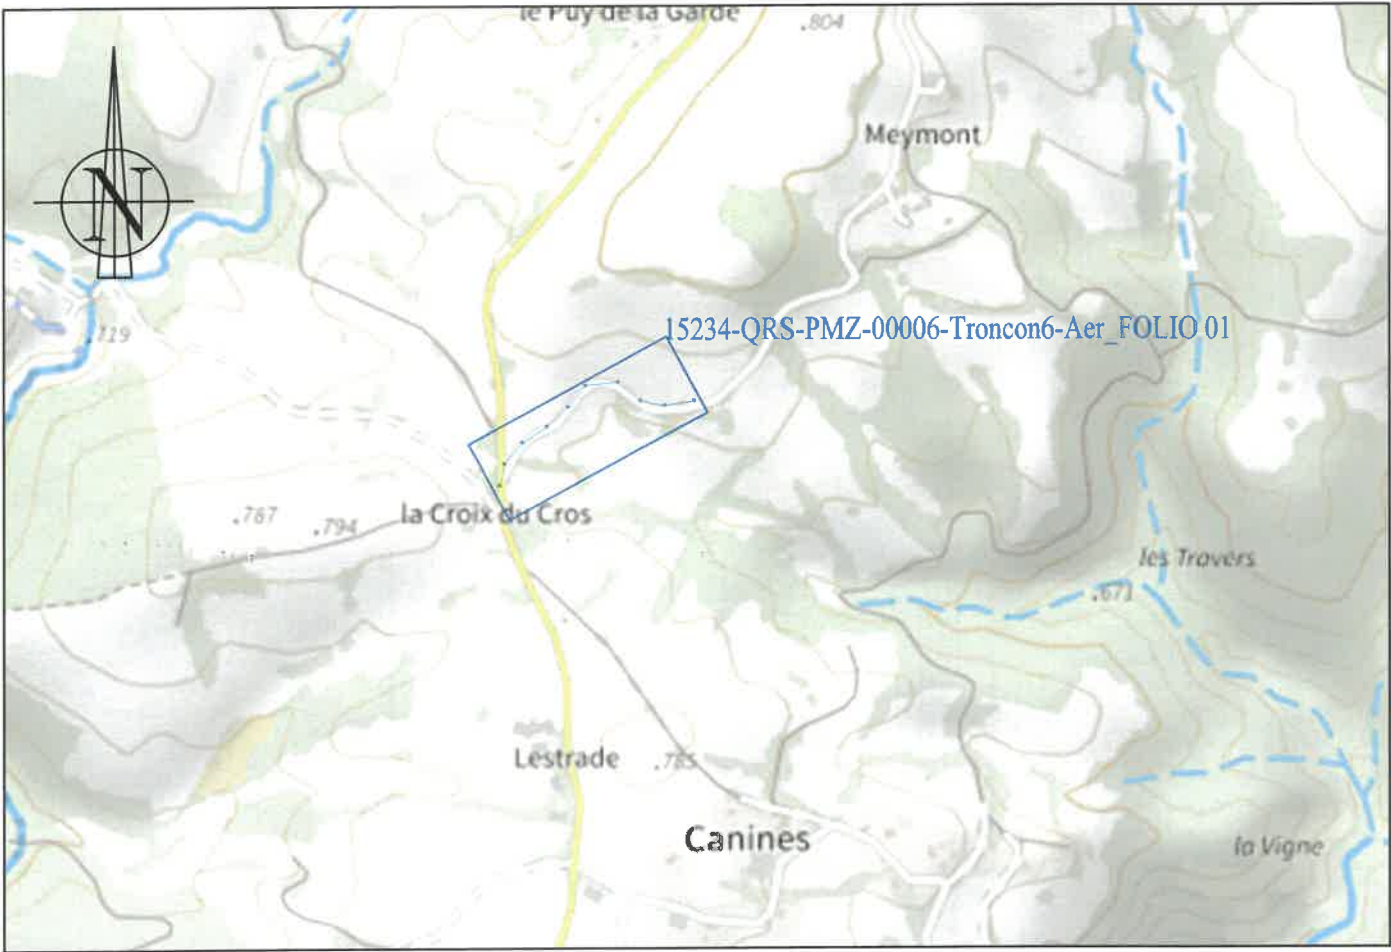 le Puy de la Garde
.804
Meymont
N
15234-QRS-PMZ-00006-Troncon6-Aer_FOLIO 01
719
la Croix du Cros
.787
.794
les Travers
.671
Lestrade
.785
Canines
la Vigne